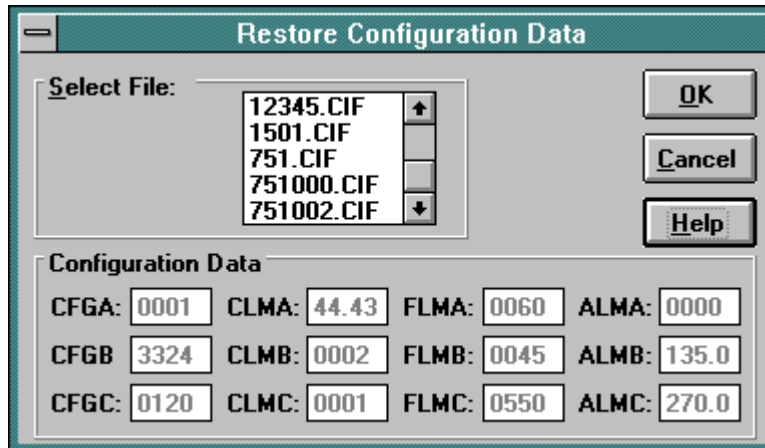 Restore Configuration Data
Select File:
12345.CIF
1501.CIF
751.CIF
751000.CIF
751002.CIF
OK
Cancel
Help
Configuration Data
CFGA: 0001 CLMA: 44.43 FLMA: 0060 ALMA: 0000
CFGB 3324 CLMB: 0002 FLMB: 0045 ALMB: 135.0
CFGC: 0120 CLMC: 0001 FLMC: 0550 ALMC: 270.0